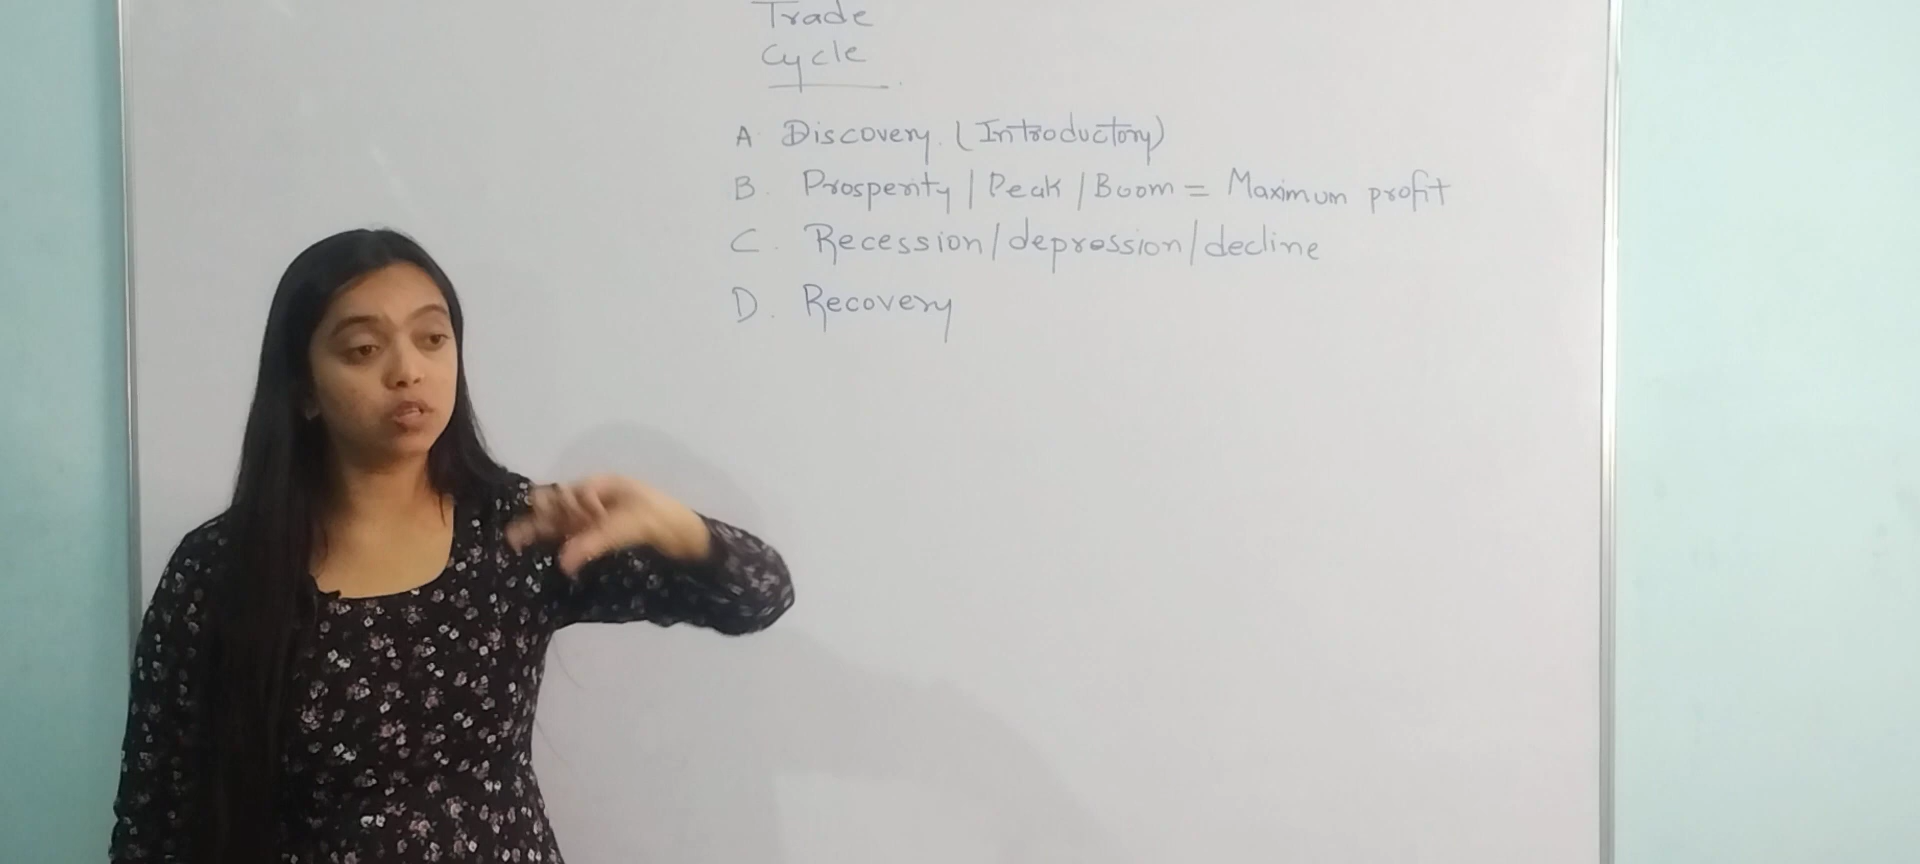 Trade
Cycle
A. Discovery. (Introductory)
B. Prosperity / Peak / Boom = Maximum profit
C. Recession/depression/decline
D. Recovery